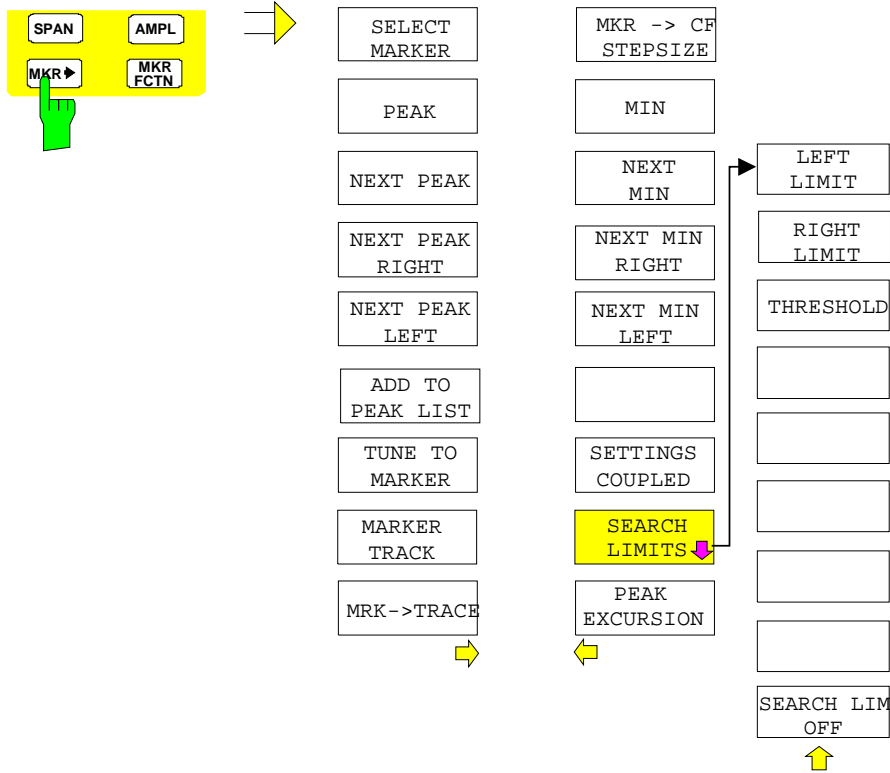 SPAN
AMPL
MKR
MKR
FCTN
SELECT
MARKER
PEAK
NEXT PEAK
NEXT PEAK
RIGHT
NEXT PEAK
LEFT
ADD TO
PEAK LIST
TUNE TO
MARKER
MARKER
TRACK
MRK->TRACE
MKR -> CF
STEPSIZE
MIN
NEXT
MIN
NEXT MIN
RIGHT
NEXT MIN
LEFT
SETTINGS
COUPLED
SEARCH
LIMITS
PEAK
EXCURSION
LEFT
LIMIT
RIGHT
LIMIT
THRESHOLD
SEARCH LIM
OFF